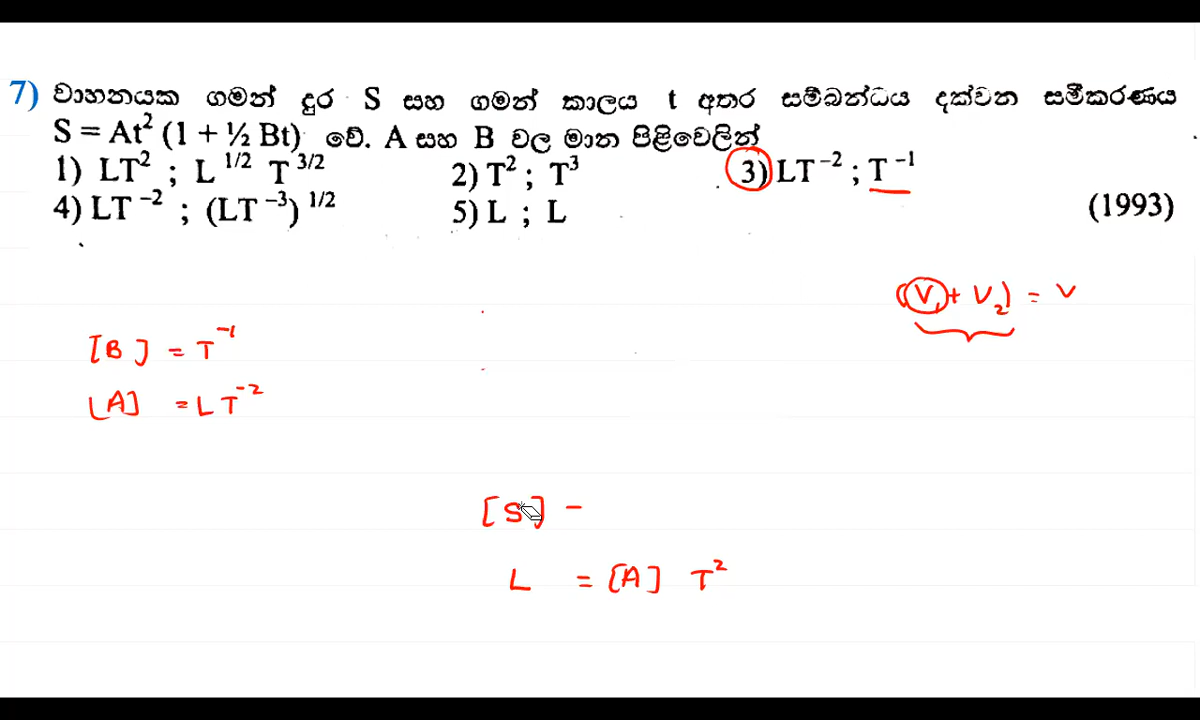 7) වාහනයක ගමන් දුර S සහ ගමන් කාලය t අතර සම්බන්ධය දක්වන සමීකරණය
S = At² (1 + ½ Bt) වේ. A සහ B වල මාන පිළිවෙලින්
1) LT² ; L ^1/2 T ^3/2 2) T² ; T³ 3) LT ⁻² ; T ⁻¹
4) LT ⁻² ; (LT ⁻³) ^1/2 5) L ; L (1993)
(V₁ + V₂) = V
[B] = T⁻¹
[A] = LT⁻²
[S] =
L = [A] T²